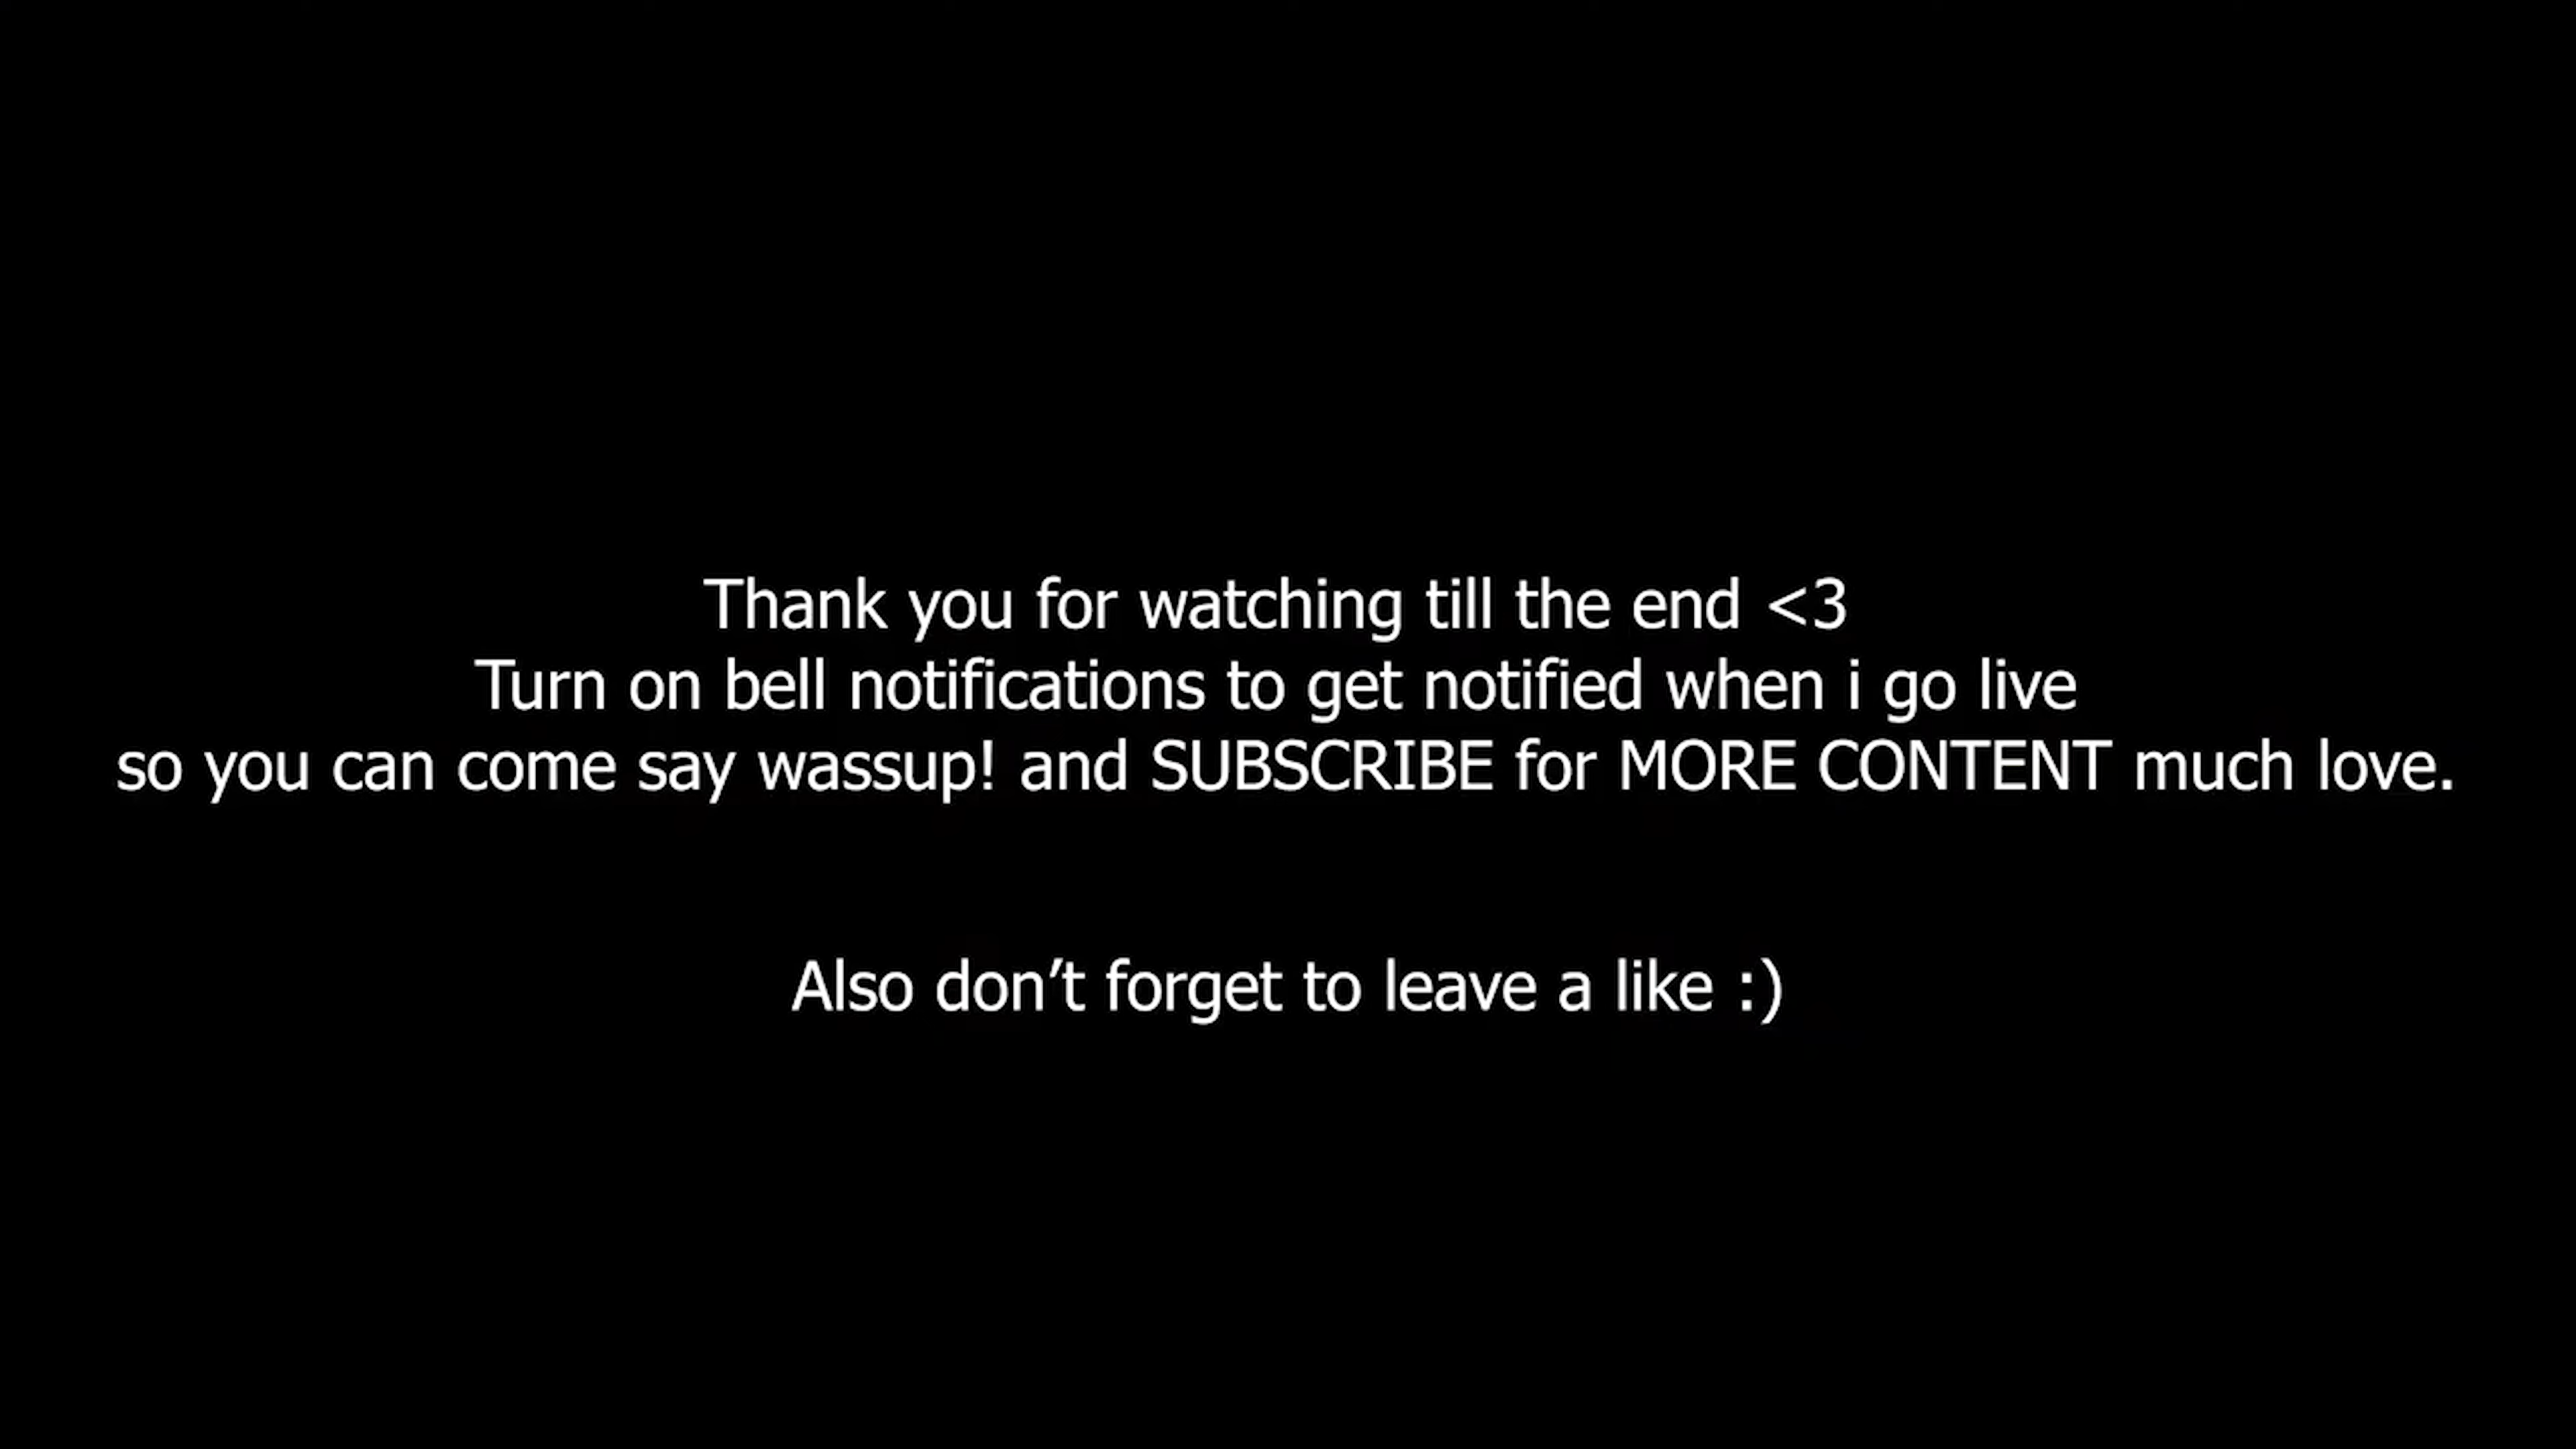 Thank you for watching till the end <3
Turn on bell notifications to get notified when i go live
so you can come say wassup! and SUBSCRIBE for MORE CONTENT much love.
Also don’t forget to leave a like :)